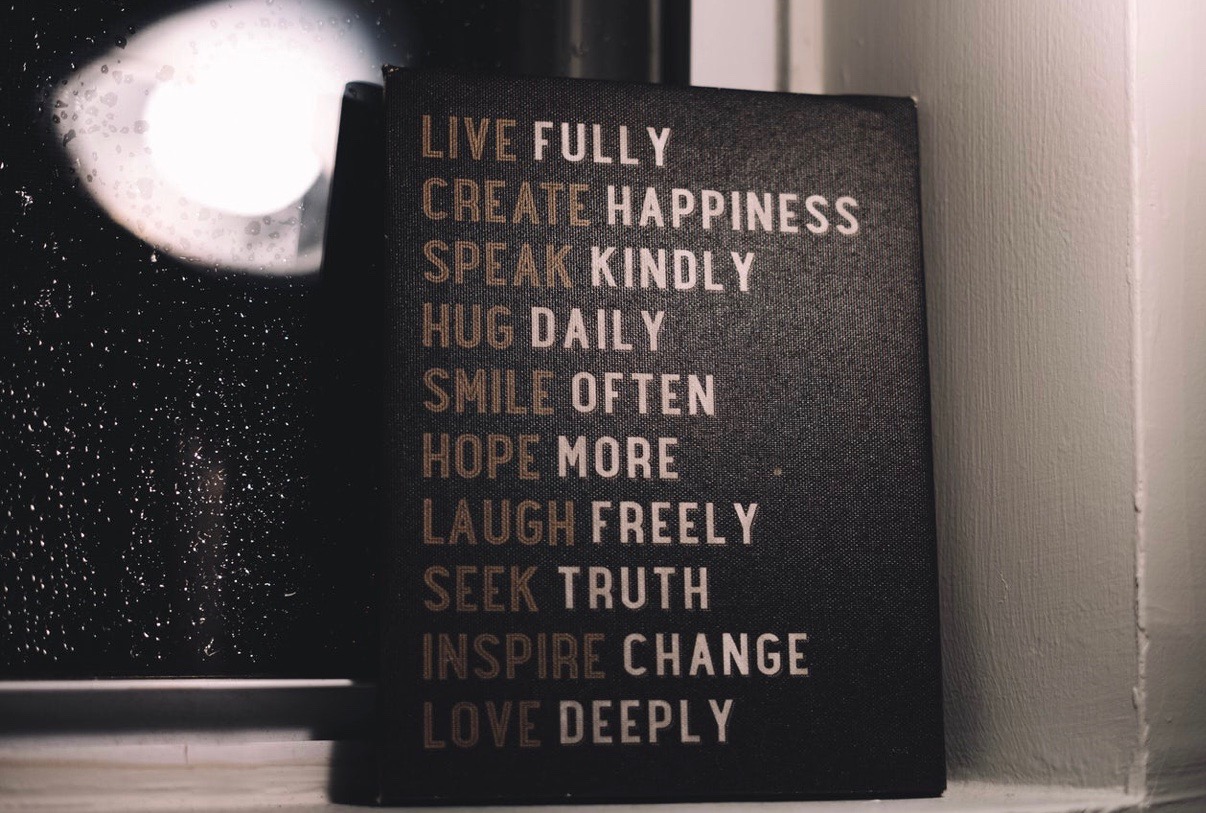 LIVE FULLY
CREATE HAPPINESS
SPEAK KINDLY
HUG DAILY
SMILE OFTEN
HOPE MORE
LAUGH FREELY
SEEK TRUTH
INSPIRE CHANGE
LOVE DEEPLY